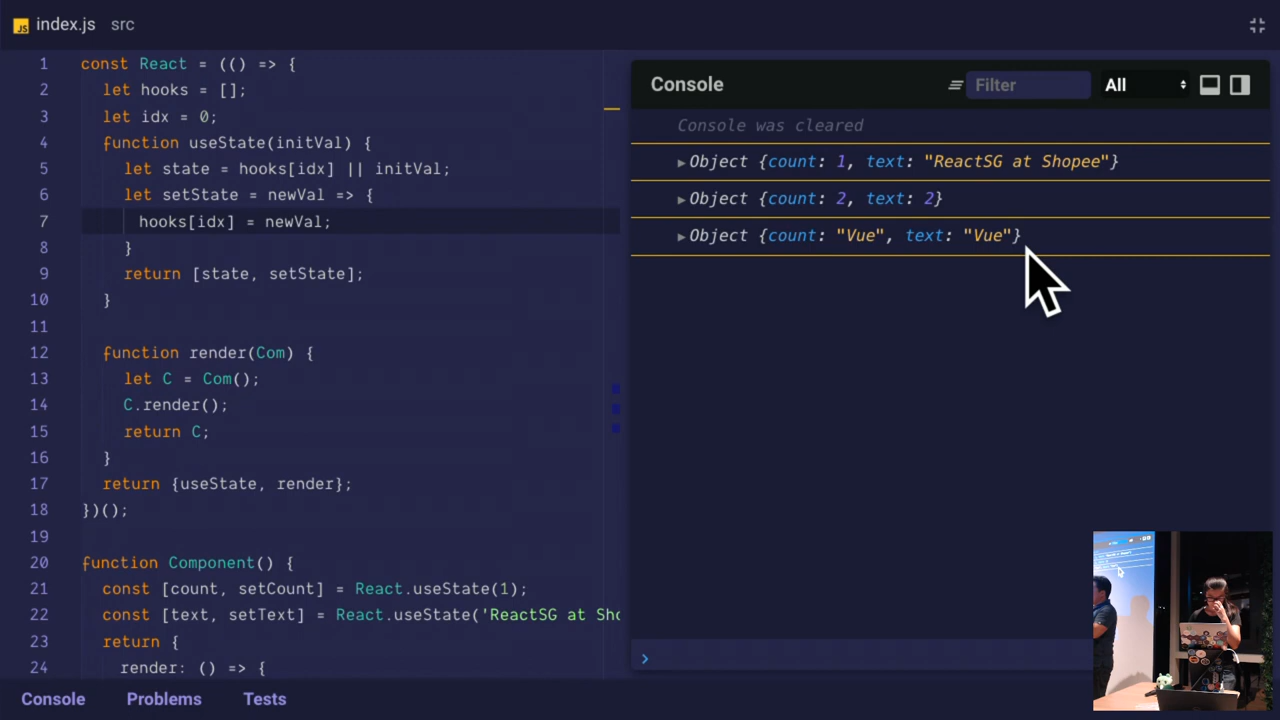 JS index.js src
1 const React = (() => {
2 let hooks = [];
3 let idx = 0;
4 function useState(initVal) {
5 let state = hooks[idx] || initVal;
6 let setState = newVal => {
7 hooks[idx] = newVal;
8 }
9 return [state, setState];
10 }
11
12 function render(Com) {
13 let C = Com();
14 C.render();
15 return C;
16 }
17 return {useState, render};
18 })();
19
20 function Component() {
21 const [count, setCount] = React.useState(1);
22 const [text, setText] = React.useState('ReactSG at Sho
23 return {
24 render: () => {
Console Filter All
Console was cleared
▶Object {count: 1, text: "ReactSG at Shopee"}
▶Object {count: 2, text: 2}
▶Object {count: "Vue", text: "Vue"}
›
Console Problems Tests